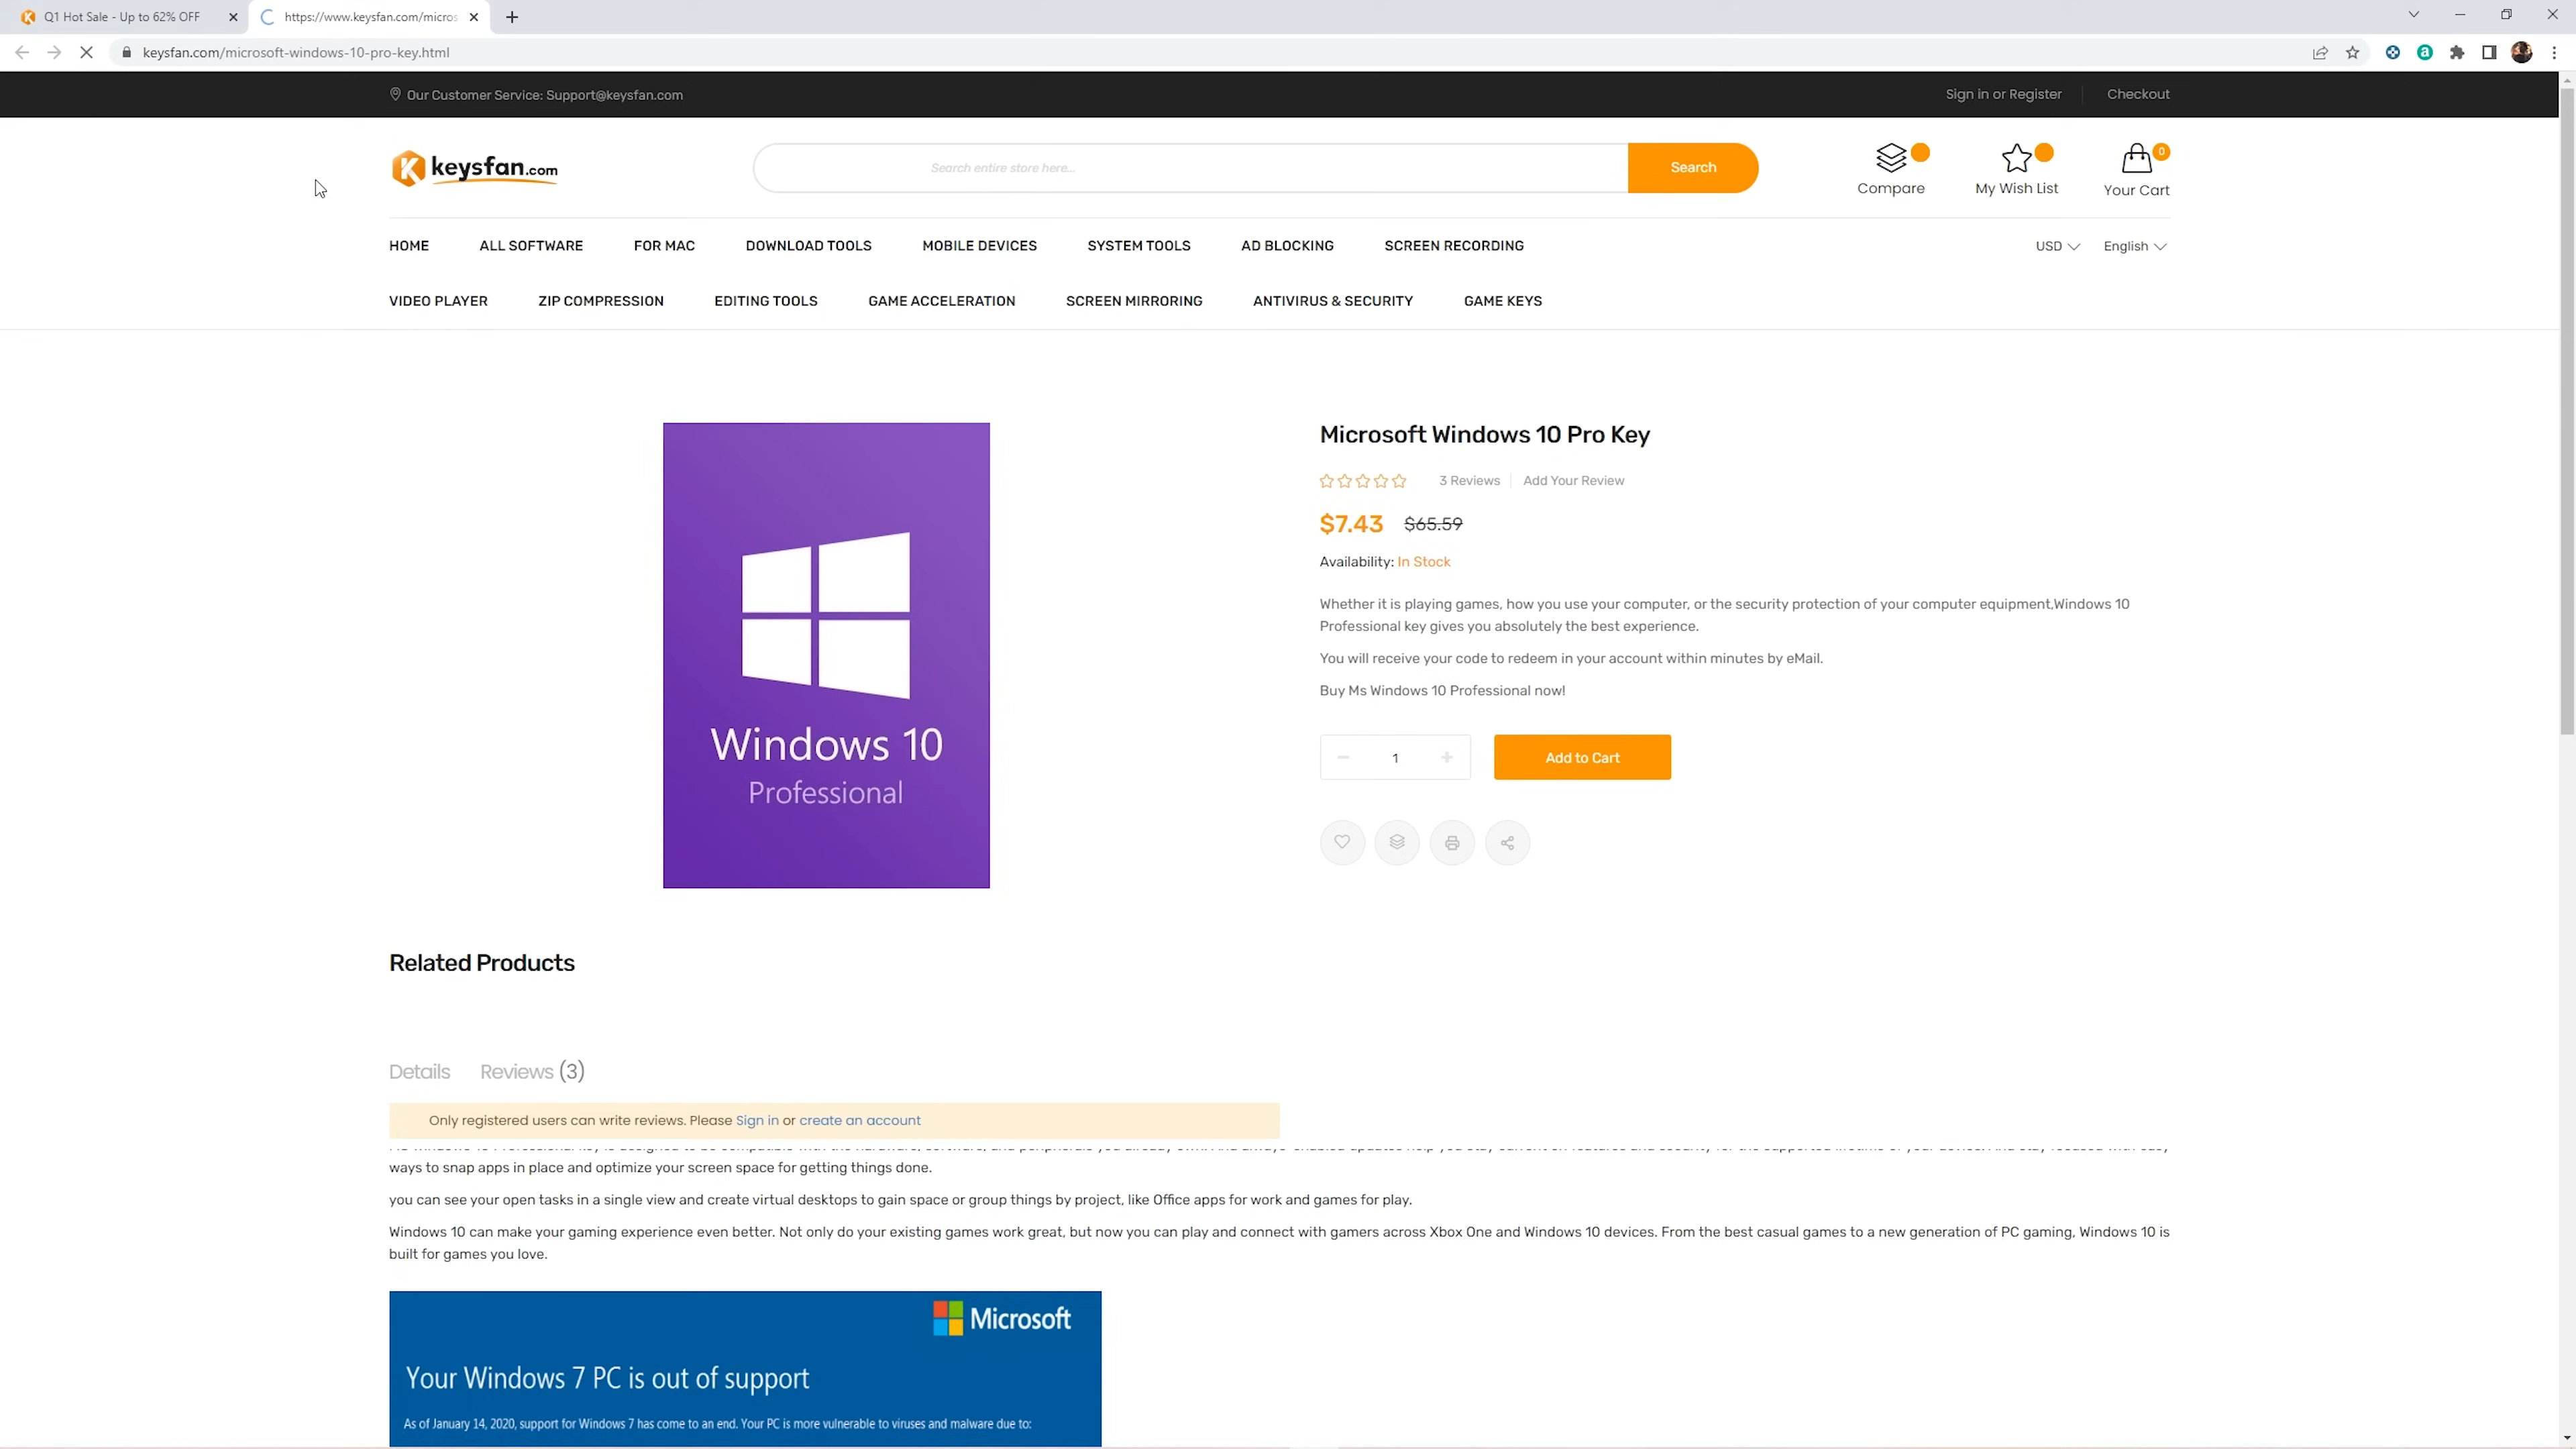 Q1 Hot Sale - Up to 62% OFF
https://www.keysfan.com/micros
keysfan.com/microsoft-windows-10-pro-key.html
Our Customer Service: Support@keysfan.com
Sign in or Register
Checkout
keysfan.com
Search entire store here...
Search
Compare
My Wish List
0
Your Cart
HOME
ALL SOFTWARE
FOR MAC
DOWNLOAD TOOLS
MOBILE DEVICES
SYSTEM TOOLS
AD BLOCKING
SCREEN RECORDING
USD
English
VIDEO PLAYER
ZIP COMPRESSION
EDITING TOOLS
GAME ACCELERATION
SCREEN MIRRORING
ANTIVIRUS & SECURITY
GAME KEYS
Windows 10
Professional
Microsoft Windows 10 Pro Key
3 Reviews
Add Your Review
$7.43
$65.59
Availability: In Stock
Whether it is playing games, how you use your computer, or the security protection of your computer equipment,Windows 10
Professional key gives you absolutely the best experience.
You will receive your code to redeem in your account within minutes by eMail.
Buy Ms Windows 10 Professional now!
1
Add to Cart
Related Products
Details
Reviews (3)
Only registered users can write reviews. Please Sign in or create an account
ways to snap apps in place and optimize your screen space for getting things done.
you can see your open tasks in a single view and create virtual desktops to gain space or group things by project, like Office apps for work and games for play.
Windows 10 can make your gaming experience even better. Not only do your existing games work great, but now you can play and connect with gamers across Xbox One and Windows 10 devices. From the best casual games to a new generation of PC gaming, Windows 10 is
built for games you love.
Microsoft
Your Windows 7 PC is out of support
As of January 14, 2020, support for Windows 7 has come to an end. Your PC is more vulnerable to viruses and malware due to: